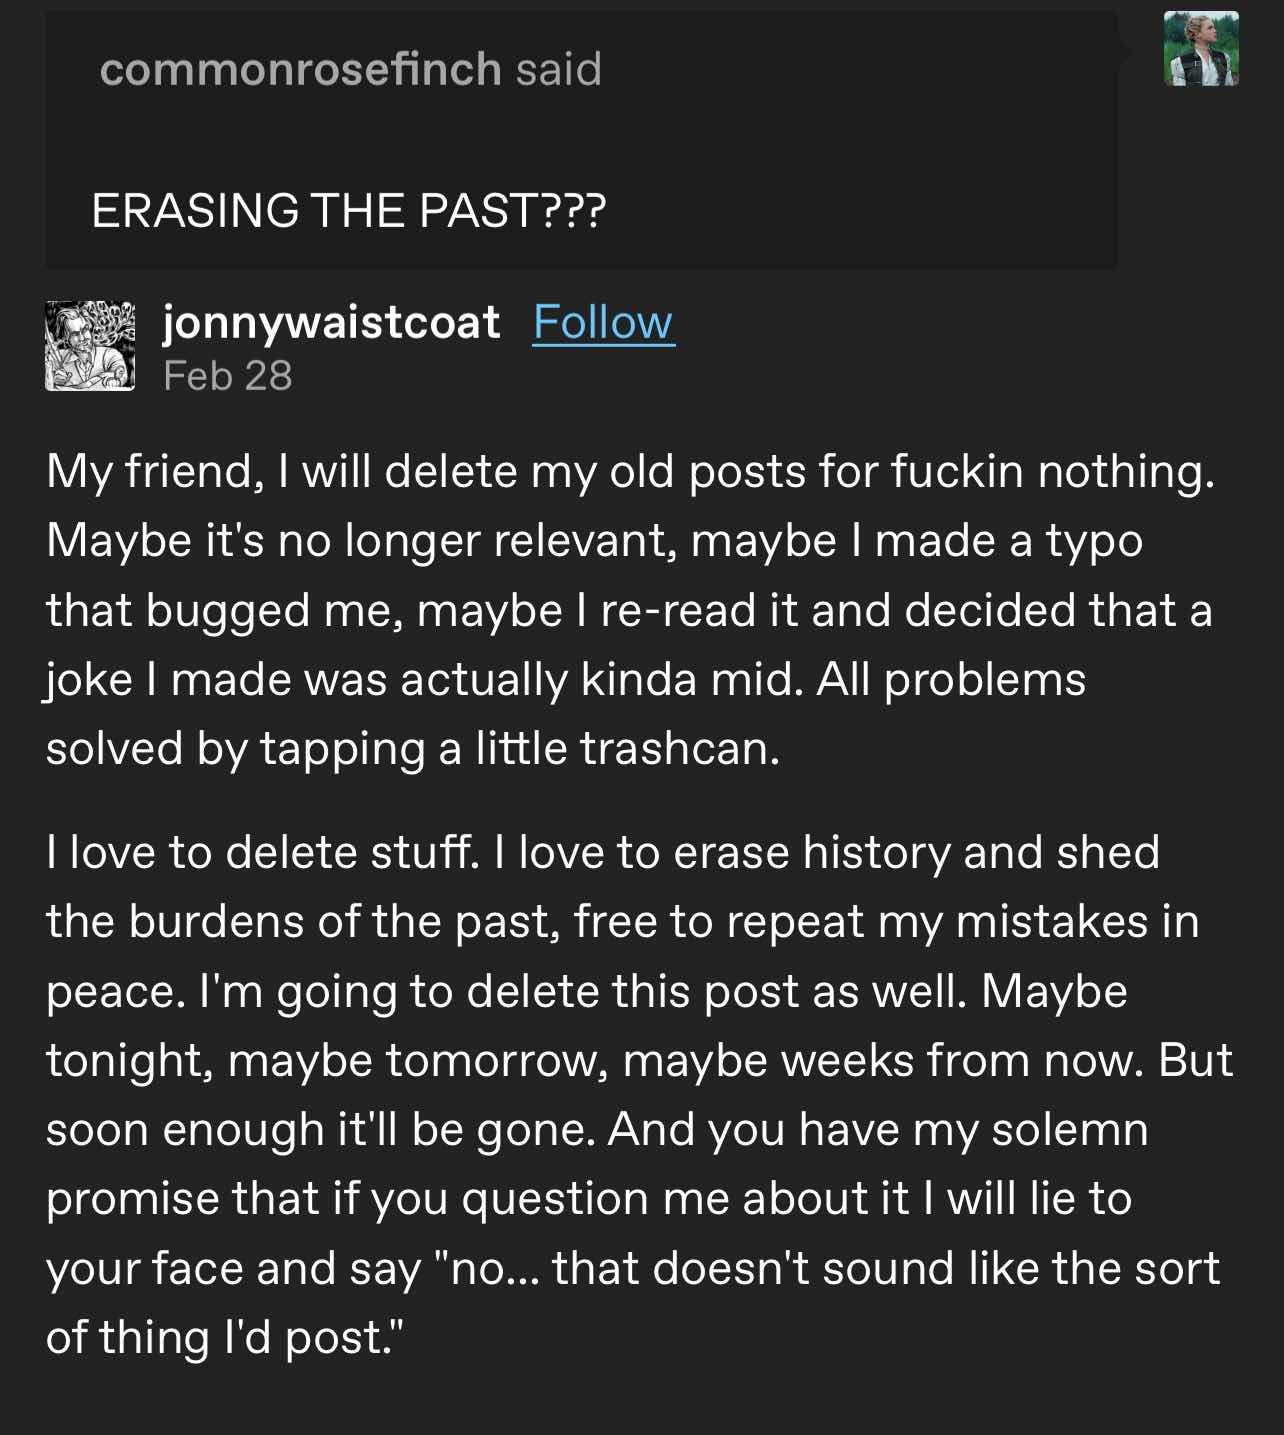 commonrosefinch said
ERASING THE PAST???
jonnywaistcoat Follow
Feb 28
My friend, I will delete my old posts for fuckin nothing.
Maybe it's no longer relevant, maybe I made a typo
that bugged me, maybe I re-read it and decided that a
joke I made was actually kinda mid. All problems
solved by tapping a little trashcan.
I love to delete stuff. I love to erase history and shed
the burdens of the past, free to repeat my mistakes in
peace. I'm going to delete this post as well. Maybe
tonight, maybe tomorrow, maybe weeks from now. But
soon enough it'll be gone. And you have my solemn
promise that if you question me about it I will lie to
your face and say "no... that doesn't sound like the sort
of thing I'd post."